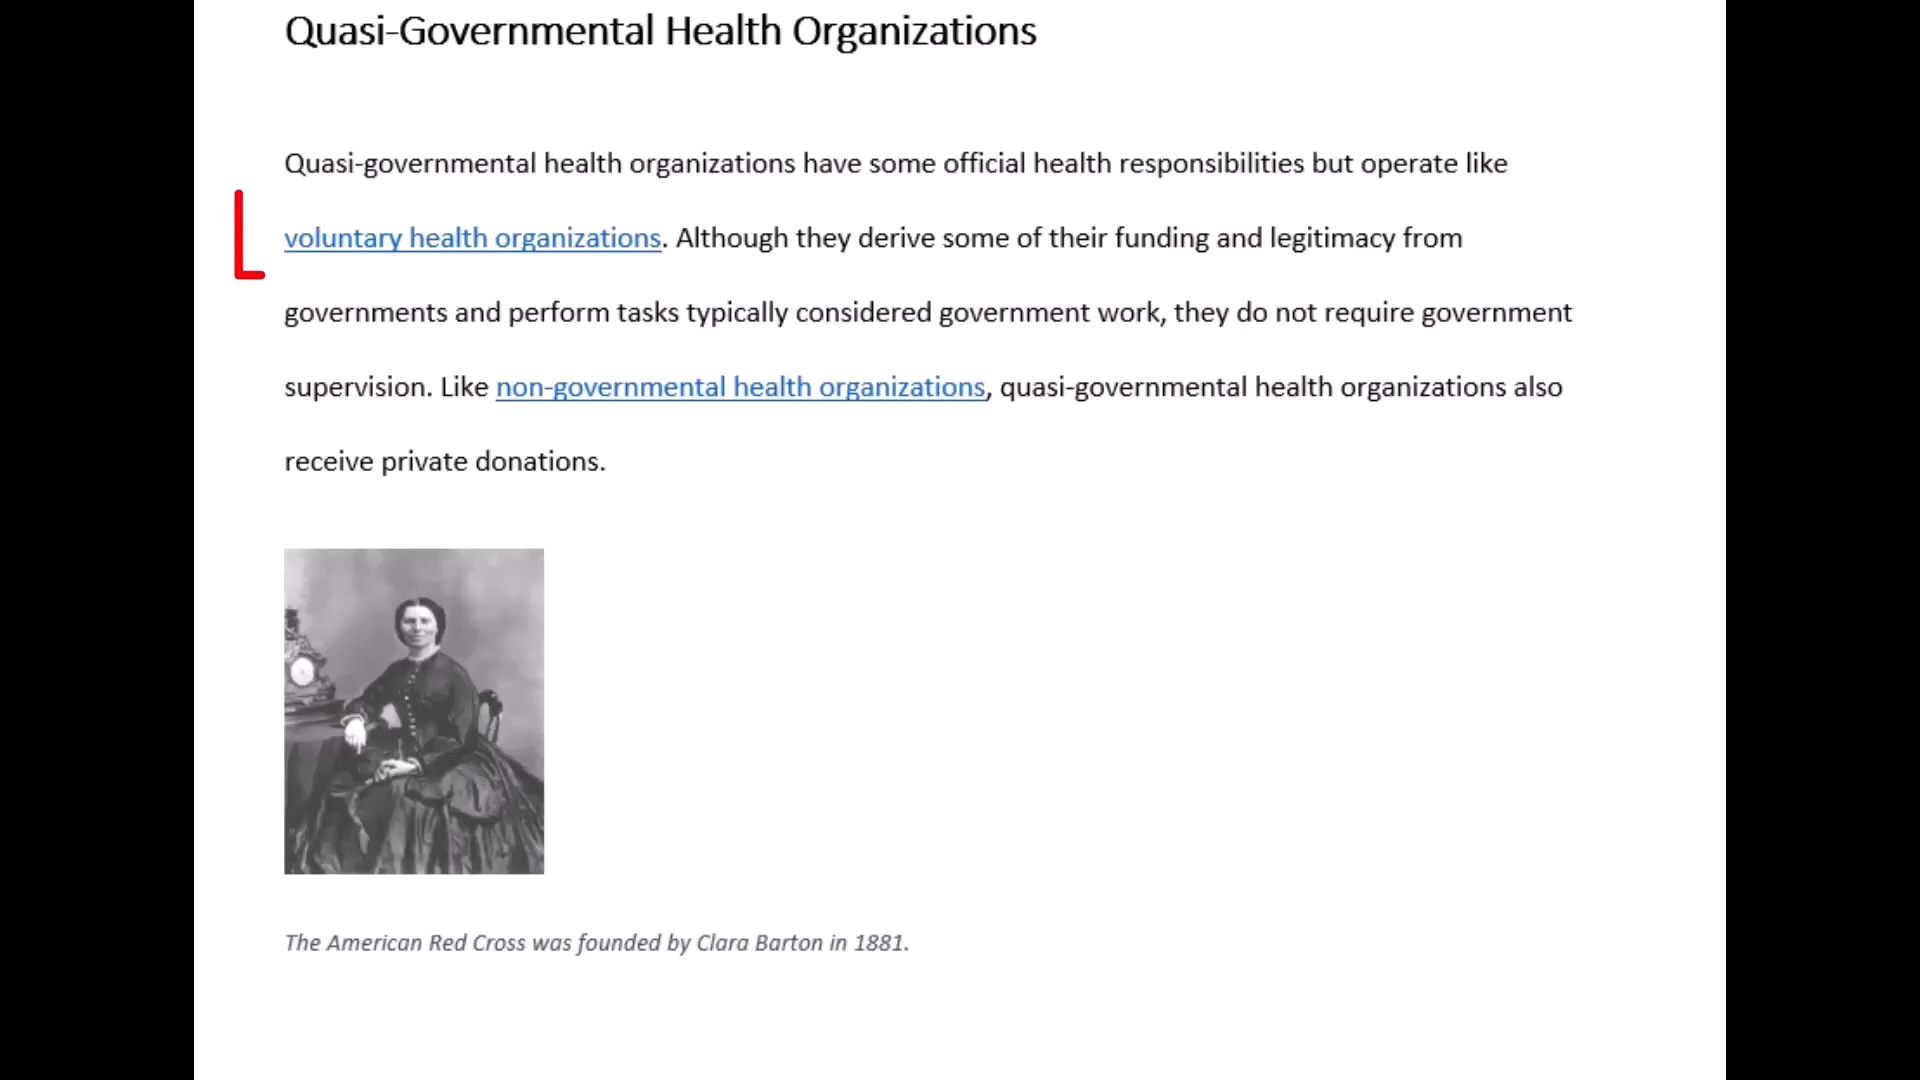 Quasi-Governmental Health Organizations
Quasi-governmental health organizations have some official health responsibilities but operate like
voluntary health organizations. Although they derive some of their funding and legitimacy from
governments and perform tasks typically considered government work, they do not require government
supervision. Like non-governmental health organizations, quasi-governmental health organizations also
receive private donations.
The American Red Cross was founded by Clara Barton in 1881.